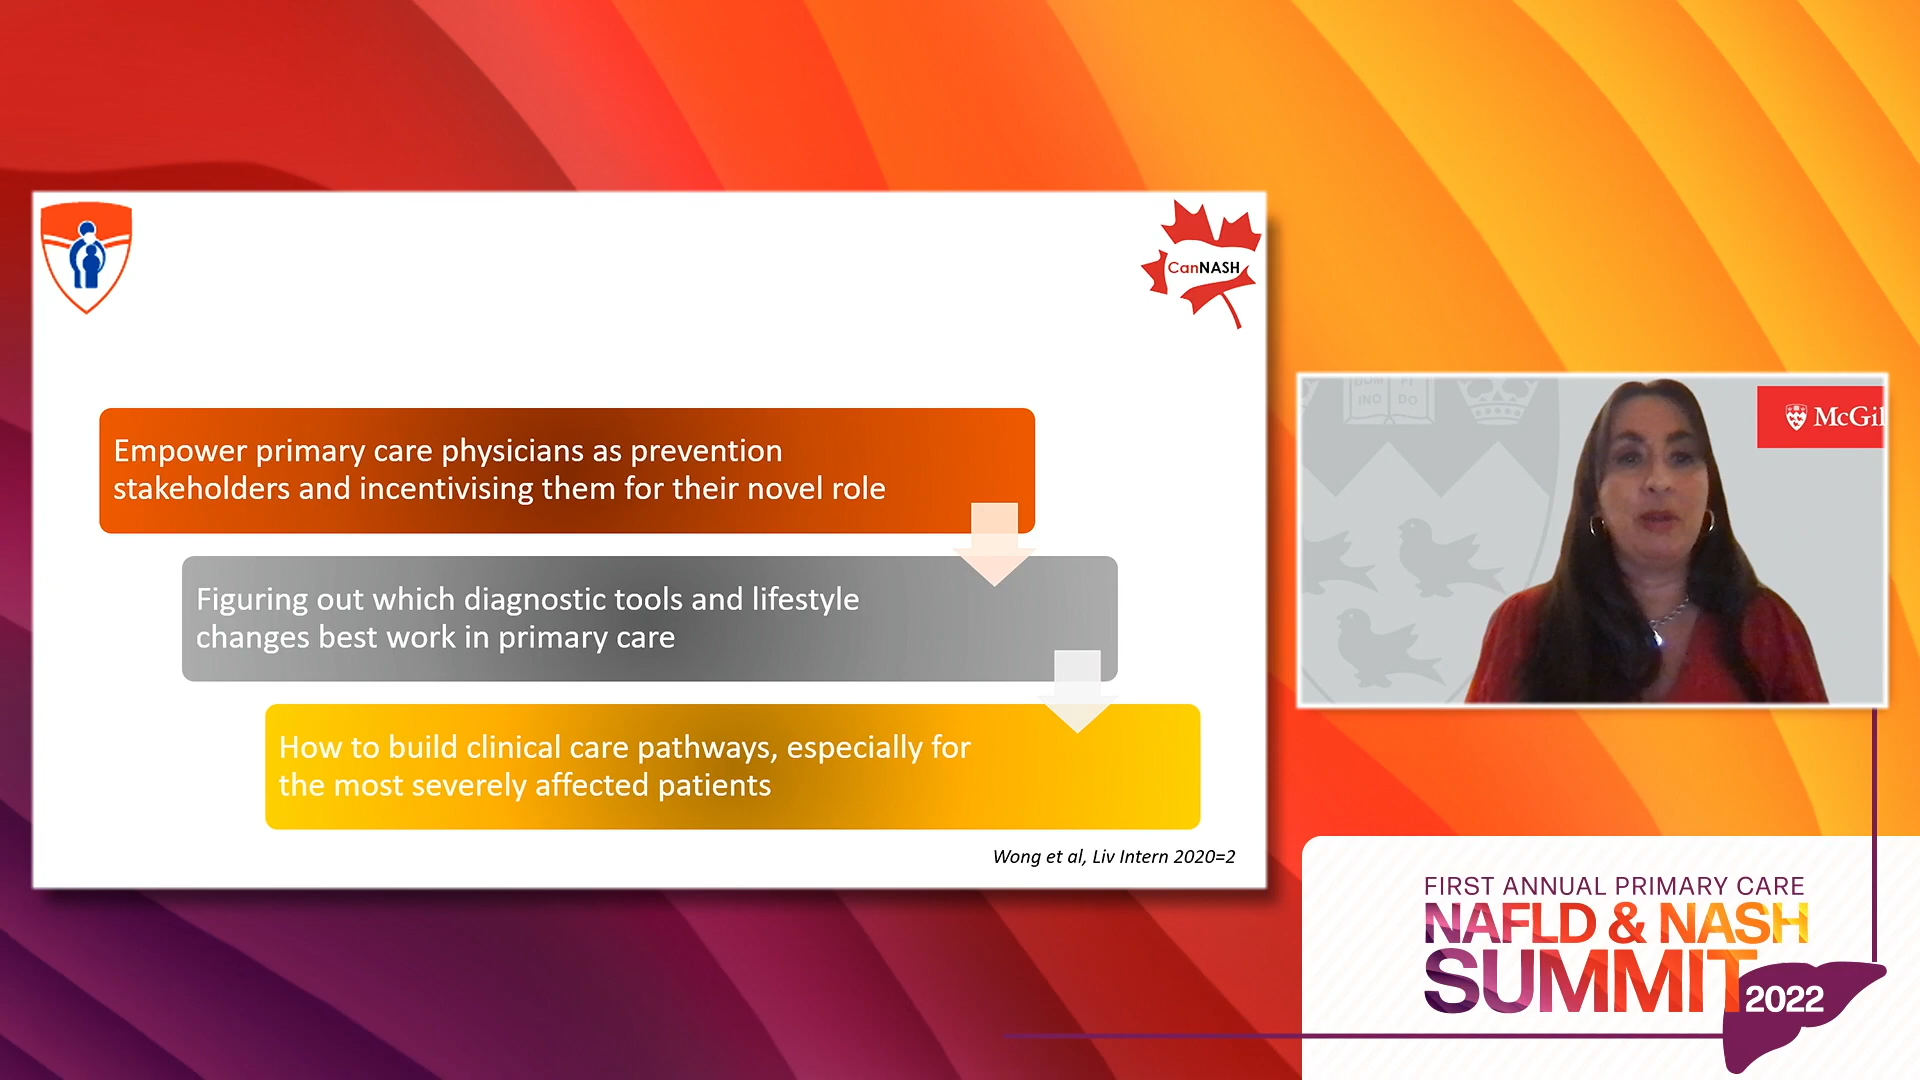 CanNASH
Empower primary care physicians as prevention
stakeholders and incentivising them for their novel role
Figuring out which diagnostic tools and lifestyle
changes best work in primary care
How to build clinical care pathways, especially for
the most severely affected patients
Wong et al, Liv Intern 2020=2
INO DO
McGil
FIRST ANNUAL PRIMARY CARE
NAFLD & NASH
SUMMIT
2022